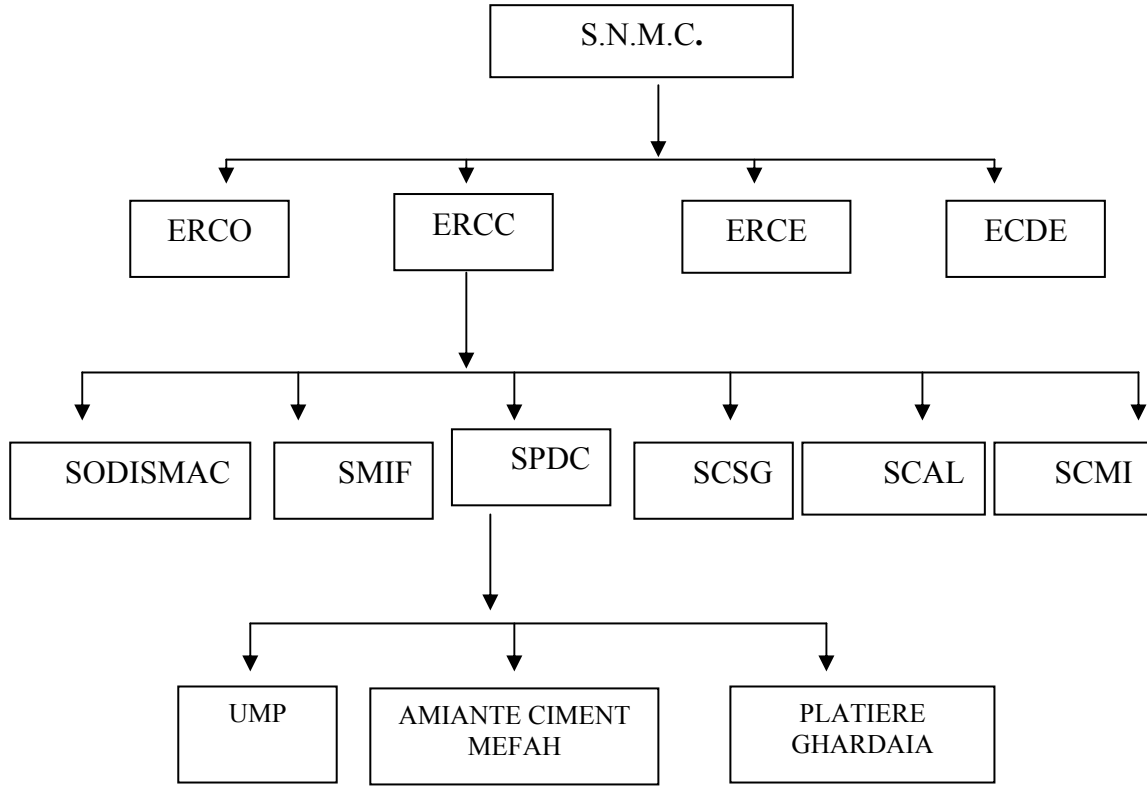 S.N.M.C.
ERCO
ERCC
ERCE
ECDE
SODISMAC
SMIF
SPDC
SCSG
SCAL
SCMI
UMP
AMIANTE CIMENT
MEFAH
PLATIERE
GHARDAIA